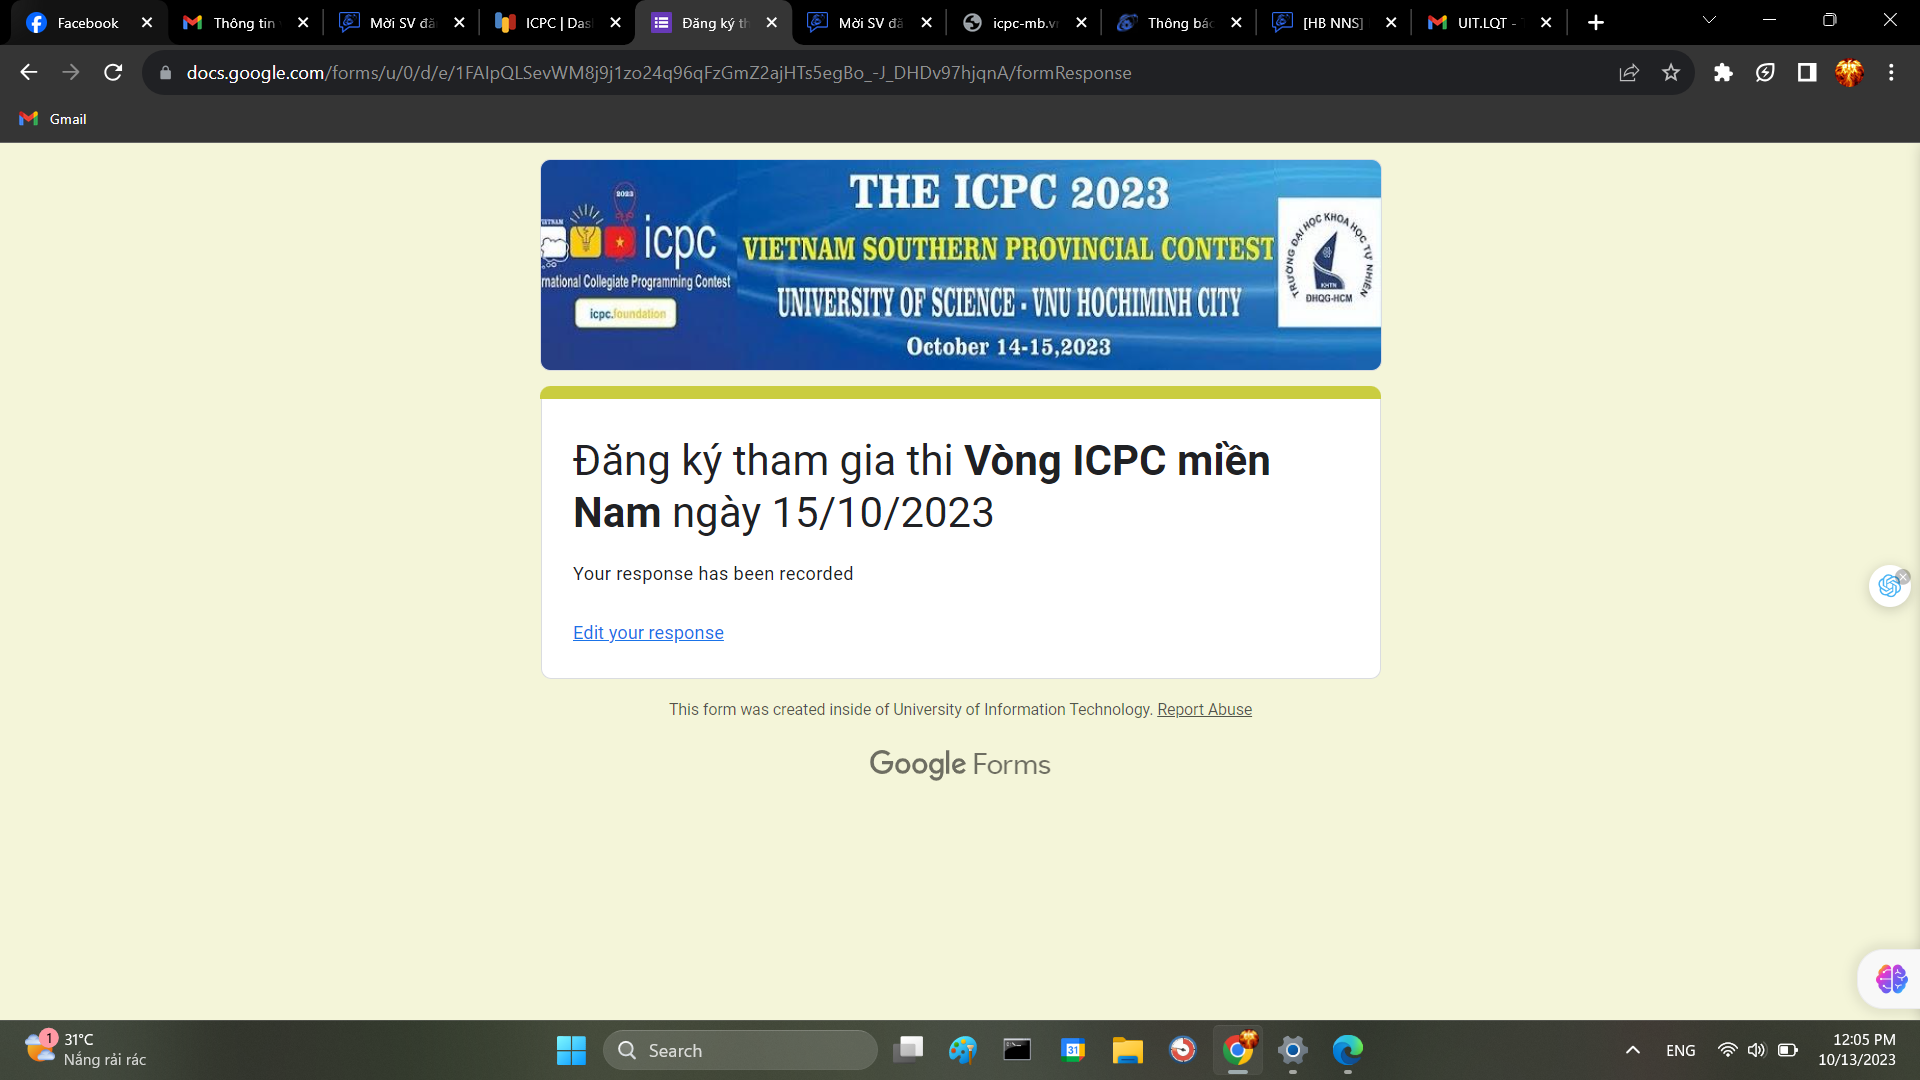 Facebook
Thông tin
Mời SV đă
ICPC | Das
Đăng ký th
Mời SV đă
icpc-mb.v
Thông báo
[HB NNS]
UIT.LQT -
docs.google.com/forms/u/0/d/e/1FAIpQLSevWM8j9j1zo24q96qFzGmZ2ajHTs5egBo_-J_DHDv97hjqnA/formResponse
Gmail
2023
VIETNAM
icpc
rnational Collegiate Programming Contest
icpc.foundation
THE ICPC 2023
VIETNAM SOUTHERN PROVINCIAL CONTEST
UNIVERSITY OF SCIENCE - VNU HOCHIMINH CITY
October 14-15,2023
TRƯỜNG ĐẠI HỌC KHOA HỌC TỰ NHIÊN
KHTN
ĐHQG-HCM
Đăng ký tham gia thi Vòng ICPC miền
Nam ngày 15/10/2023
Your response has been recorded
Edit your response
This form was created inside of University of Information Technology. Report Abuse
Google Forms
1
31°C
Nắng rải rác
Search
31
ENG
12:05 PM
10/13/2023